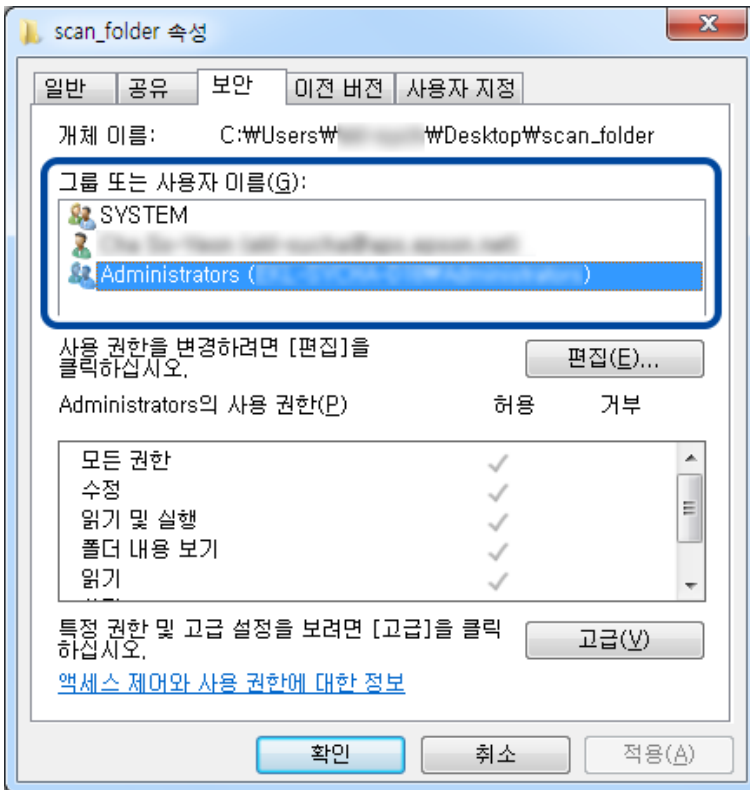 scan_folder 속성
일반 공유 보안 이전 버전 사용자 지정
개체 이름: C:₩Users₩ ₩Desktop₩scan_folder
그룹 또는 사용자 이름(G):
SYSTEM
Administrators ( )
사용 권한을 변경하려면 [편집]을
클릭하십시오.
편집(E)...
Administrators의 사용 권한(P) 허용 거부
모든 권한
수정
읽기 및 실행
폴더 내용 보기
읽기
특정 권한 및 고급 설정을 보려면 [고급]을 클릭
하십시오.
고급(V)
액세스 제어와 사용 권한에 대한 정보
확인 취소 적용(A)